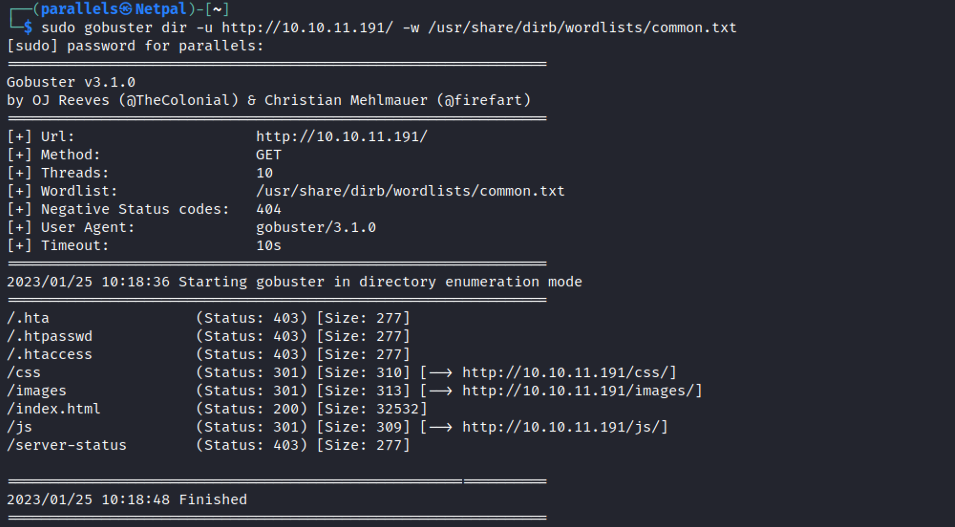 ┌──(parallels㉿Netpal)-[~]
└─$ sudo gobuster dir -u http://10.10.11.191/ -w /usr/share/dirb/wordlists/common.txt
[sudo] password for parallels:
===============================================================
Gobuster v3.1.0
by OJ Reeves (@TheColonial) & Christian Mehlmauer (@firefart)
===============================================================
[+] Url:                     http://10.10.11.191/
[+] Method:                  GET
[+] Threads:                 10
[+] Wordlist:                /usr/share/dirb/wordlists/common.txt
[+] Negative Status codes:   404
[+] User Agent:              gobuster/3.1.0
[+] Timeout:                 10s
===============================================================
2023/01/25 10:18:36 Starting gobuster in directory enumeration mode
===============================================================
/.hta                 (Status: 403) [Size: 277]
/.htpasswd            (Status: 403) [Size: 277]
/.htaccess            (Status: 403) [Size: 277]
/css                  (Status: 301) [Size: 310] [--> http://10.10.11.191/css/]
/images               (Status: 301) [Size: 313] [--> http://10.10.11.191/images/]
/index.html           (Status: 200) [Size: 32532]
/js                   (Status: 301) [Size: 309] [--> http://10.10.11.191/js/]
/server-status        (Status: 403) [Size: 277]
===============================================================
2023/01/25 10:18:48 Finished
===============================================================